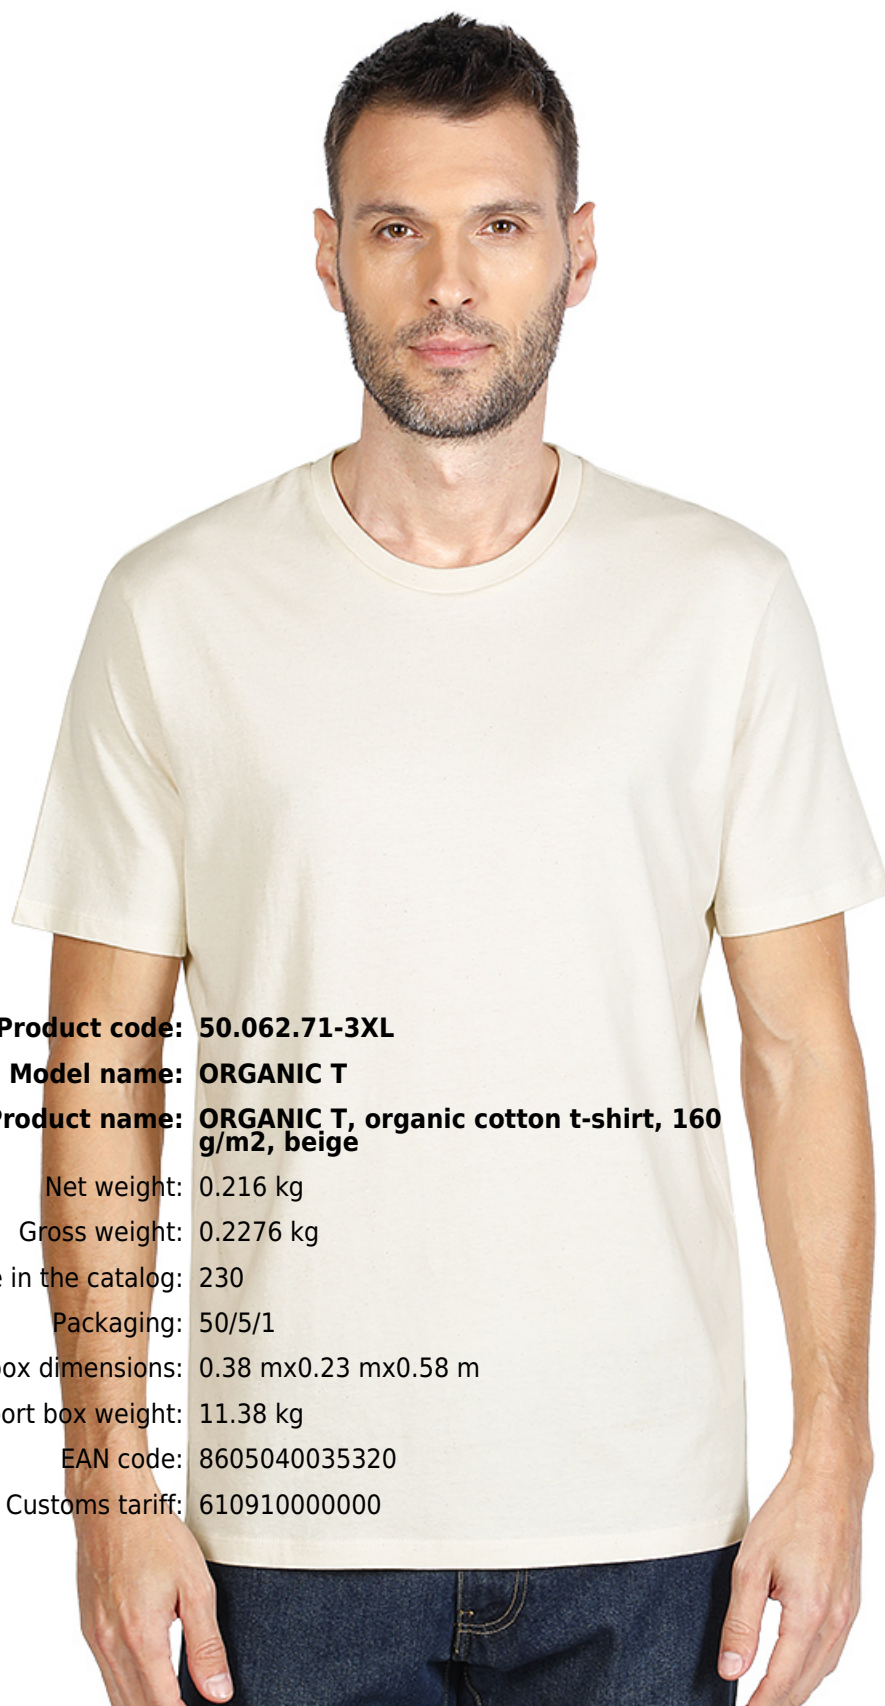 Product code: 50.062.71-3XL
Model name: ORGANIC T
Product name: ORGANIC T, organic cotton t-shirt, 160
g/m2, beige
Net weight: 0.216 kg
Gross weight: 0.2276 kg
in the catalog: 230
Packaging: 50/5/1
box dimensions: 0.38 mx0.23 mx0.58 m
box weight: 11.38 kg
EAN code: 8605040035320
Customs tariff: 610910000000